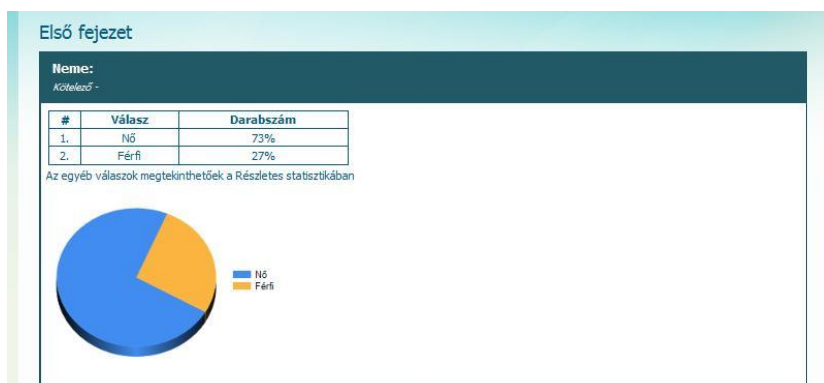 Első fejezet
Neme:
Kötelező -
# Válasz Darabszám
1. Nő 73%
2. Férfi 27%
Az egyéb válaszok megtekinthetőek a Részletes statisztikában
Nő
Férfi